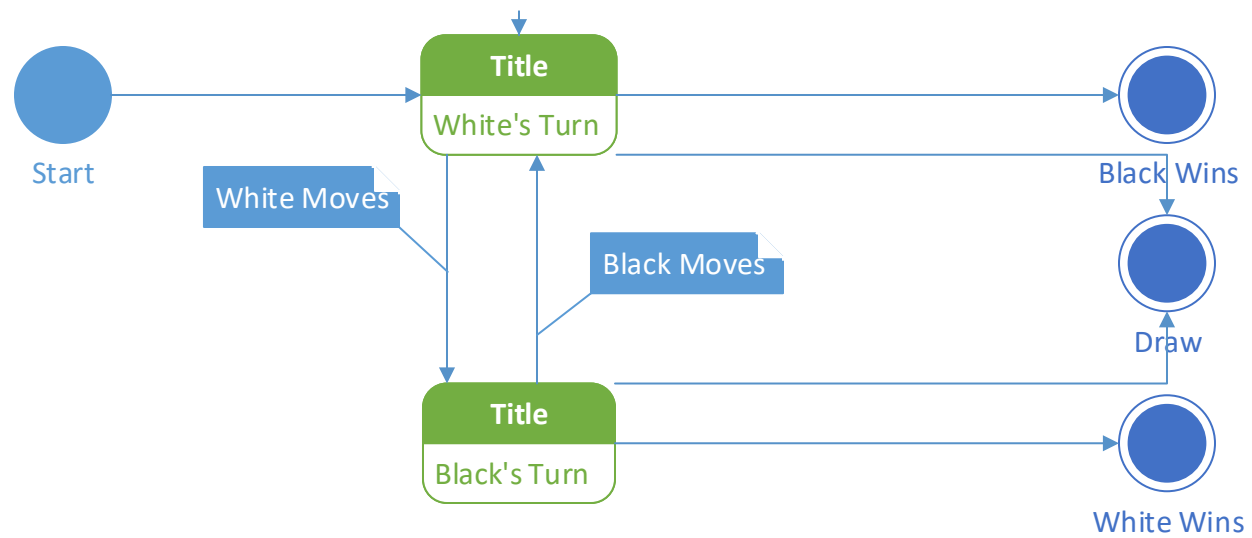 Title
White's Turn
Start
Black Wins
White Moves
Black Moves
Draw
Title
Black's Turn
White Wins